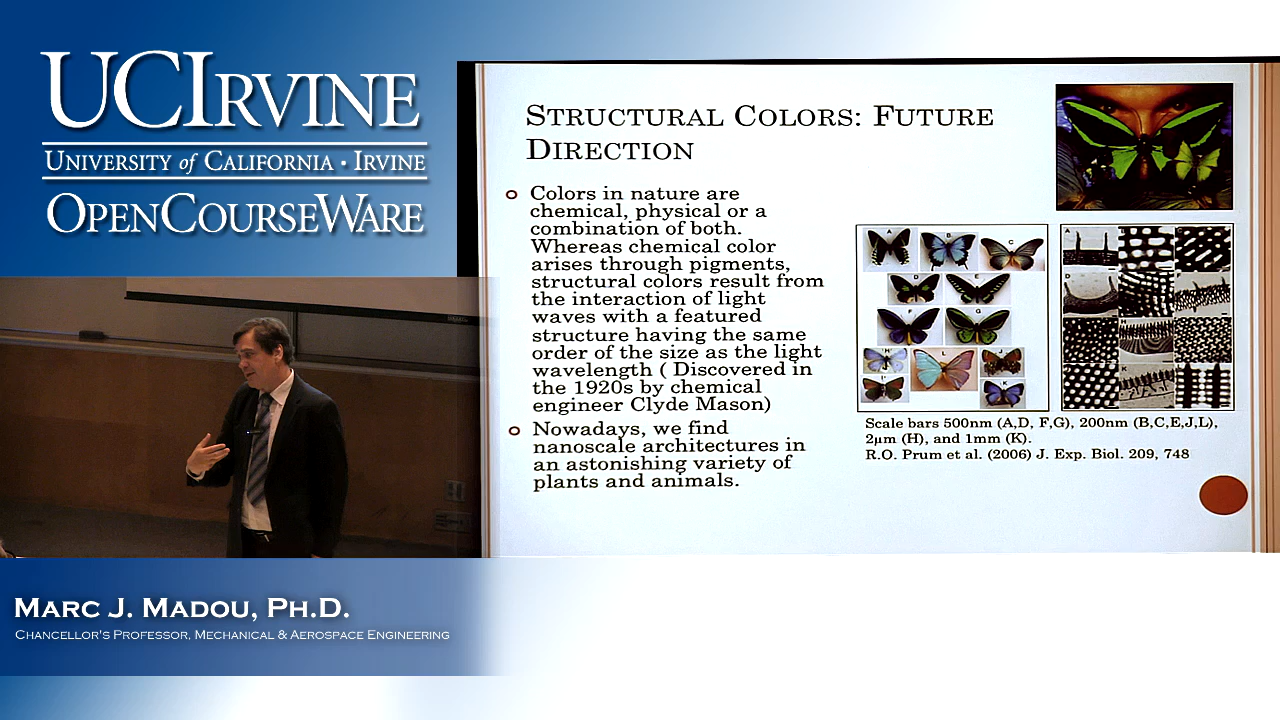 UCIRVINE
UNIVERSITY of CALIFORNIA · IRVINE
OPENCOURSEWARE
STRUCTURAL COLORS: FUTURE
DIRECTION
Colors in nature are
chemical, physical or a
combination of both.
Whereas chemical color
arises through pigments,
structural colors result from
the interaction of light
waves with a featured
structure having the same
order of the size as the light
wavelength ( Discovered in
the 1920s by chemical
engineer Clyde Mason)
Nowadays, we find
nanoscale architectures in
an astonishing variety of
plants and animals.
A B C
D E
F G
H L J
I K
Scale bars 500nm (A,D, F,G), 200nm (B,C,E,J,L),
2µm (H), and 1mm (K).
R.O. Prum et al. (2006) J. Exp. Biol. 209, 748
MARC J. MADOU, PH.D.
CHANCELLOR'S PROFESSOR, MECHANICAL & AEROSPACE ENGINEERING